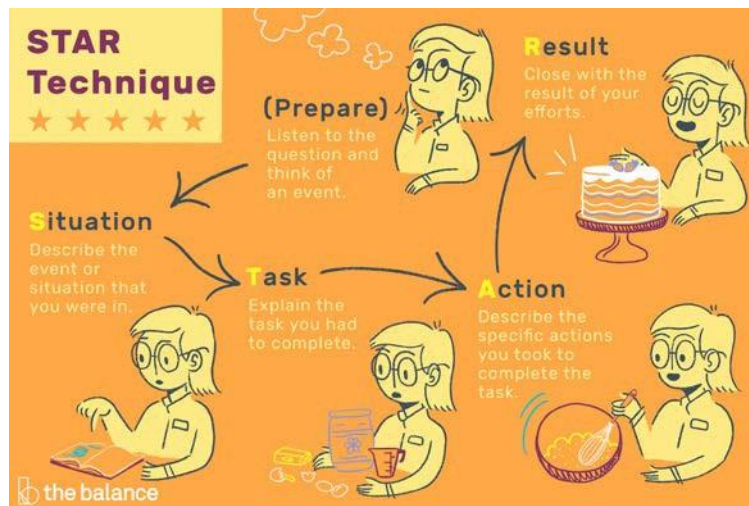 STAR
Technique
(Prepare)
Listen to the
question and
think of
an event.
Situation
Describe the
event or
situation that
you were in.
Task
Explain the
task you had
to complete.
Action
Describe the
specific actions
you took to
complete the
task.
Result
Close with the
result of your
efforts.
the balance